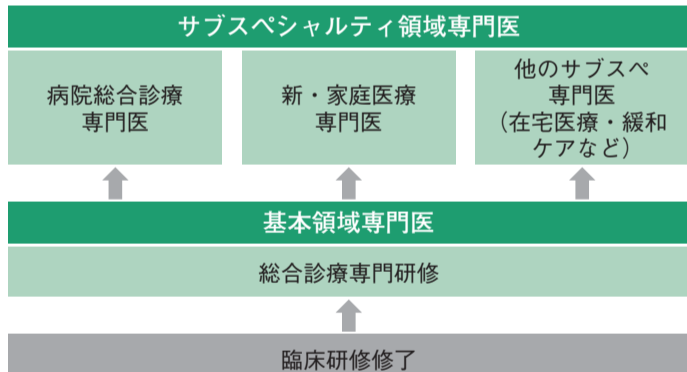 サブスペシャルティ領域専門医
病院総合診療
専門医
新・家庭医療
専門医
他のサブスペ
専門医
（在宅医療・緩和
ケアなど）
基本領域専門医
総合診療専門研修
臨床研修修了